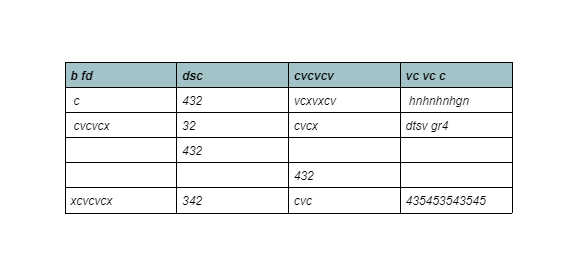 b fd dsc cvcvcv vc vc c
c 432 vcxvxcv hnhnhnhgn
cvcvcx 32 cvcx dtsv gr4
432
432
xcvcvcx 342 cvc 435453543545